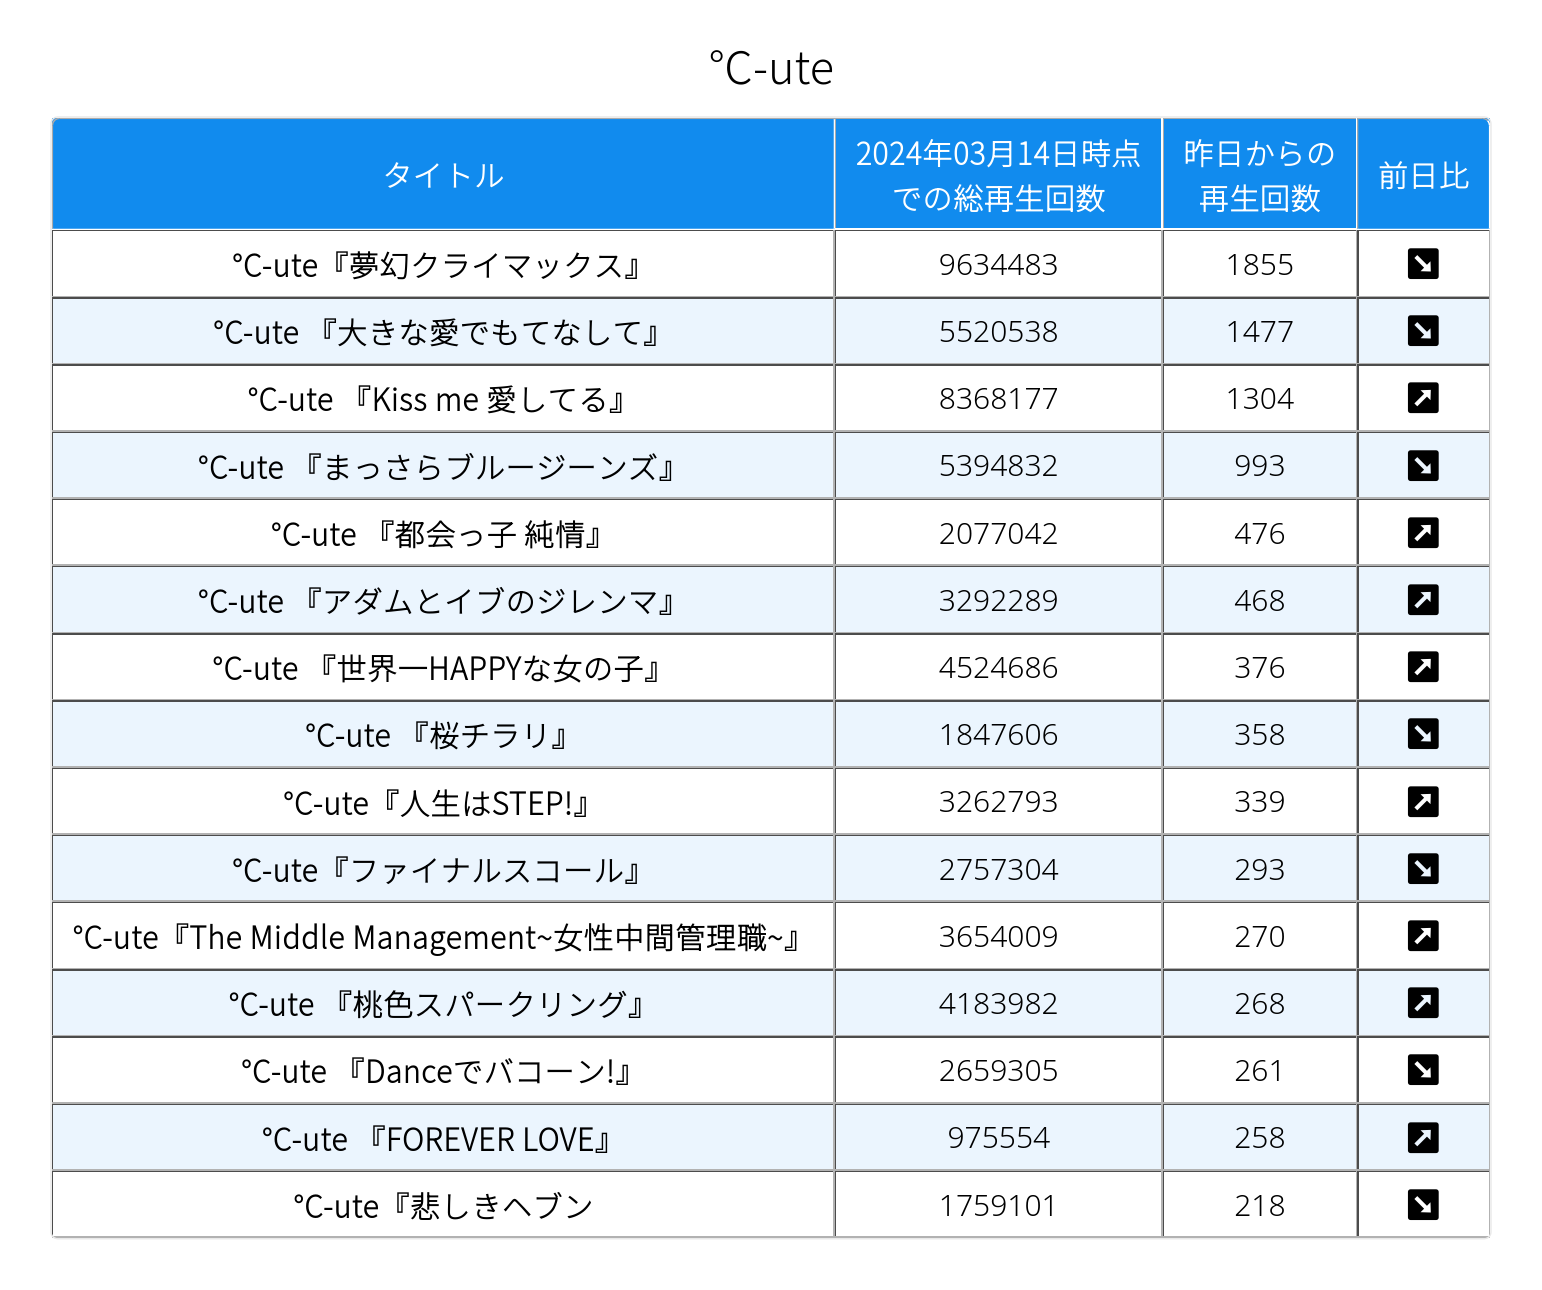 ℃-ute
タイトル
2024年03月14日時点
での総再生回数
昨日からの
再生回数
前日比
℃-ute『夢幻クライマックス』 9634483 1855 ↘
℃-ute 『大きな愛でもてなして』 5520538 1477 ↘
℃-ute 『Kiss me 愛してる』 8368177 1304 ↗
℃-ute 『まっさらブルージーンズ』 5394832 993 ↘
℃-ute 『都会っ子 純情』 2077042 476 ↗
℃-ute 『アダムとイブのジレンマ』 3292289 468 ↗
℃-ute 『世界一HAPPYな女の子』 4524686 376 ↗
℃-ute 『桜チラリ』 1847606 358 ↘
℃-ute『人生はSTEP!』 3262793 339 ↗
℃-ute『ファイナルスコール』 2757304 293 ↘
℃-ute『The Middle Management~女性中間管理職~』 3654009 270 ↗
℃-ute 『桃色スパークリング』 4183982 268 ↗
℃-ute 『Danceでバコーン!』 2659305 261 ↘
℃-ute 『FOREVER LOVE』 975554 258 ↗
℃-ute『悲しきヘブン 1759101 218 ↘